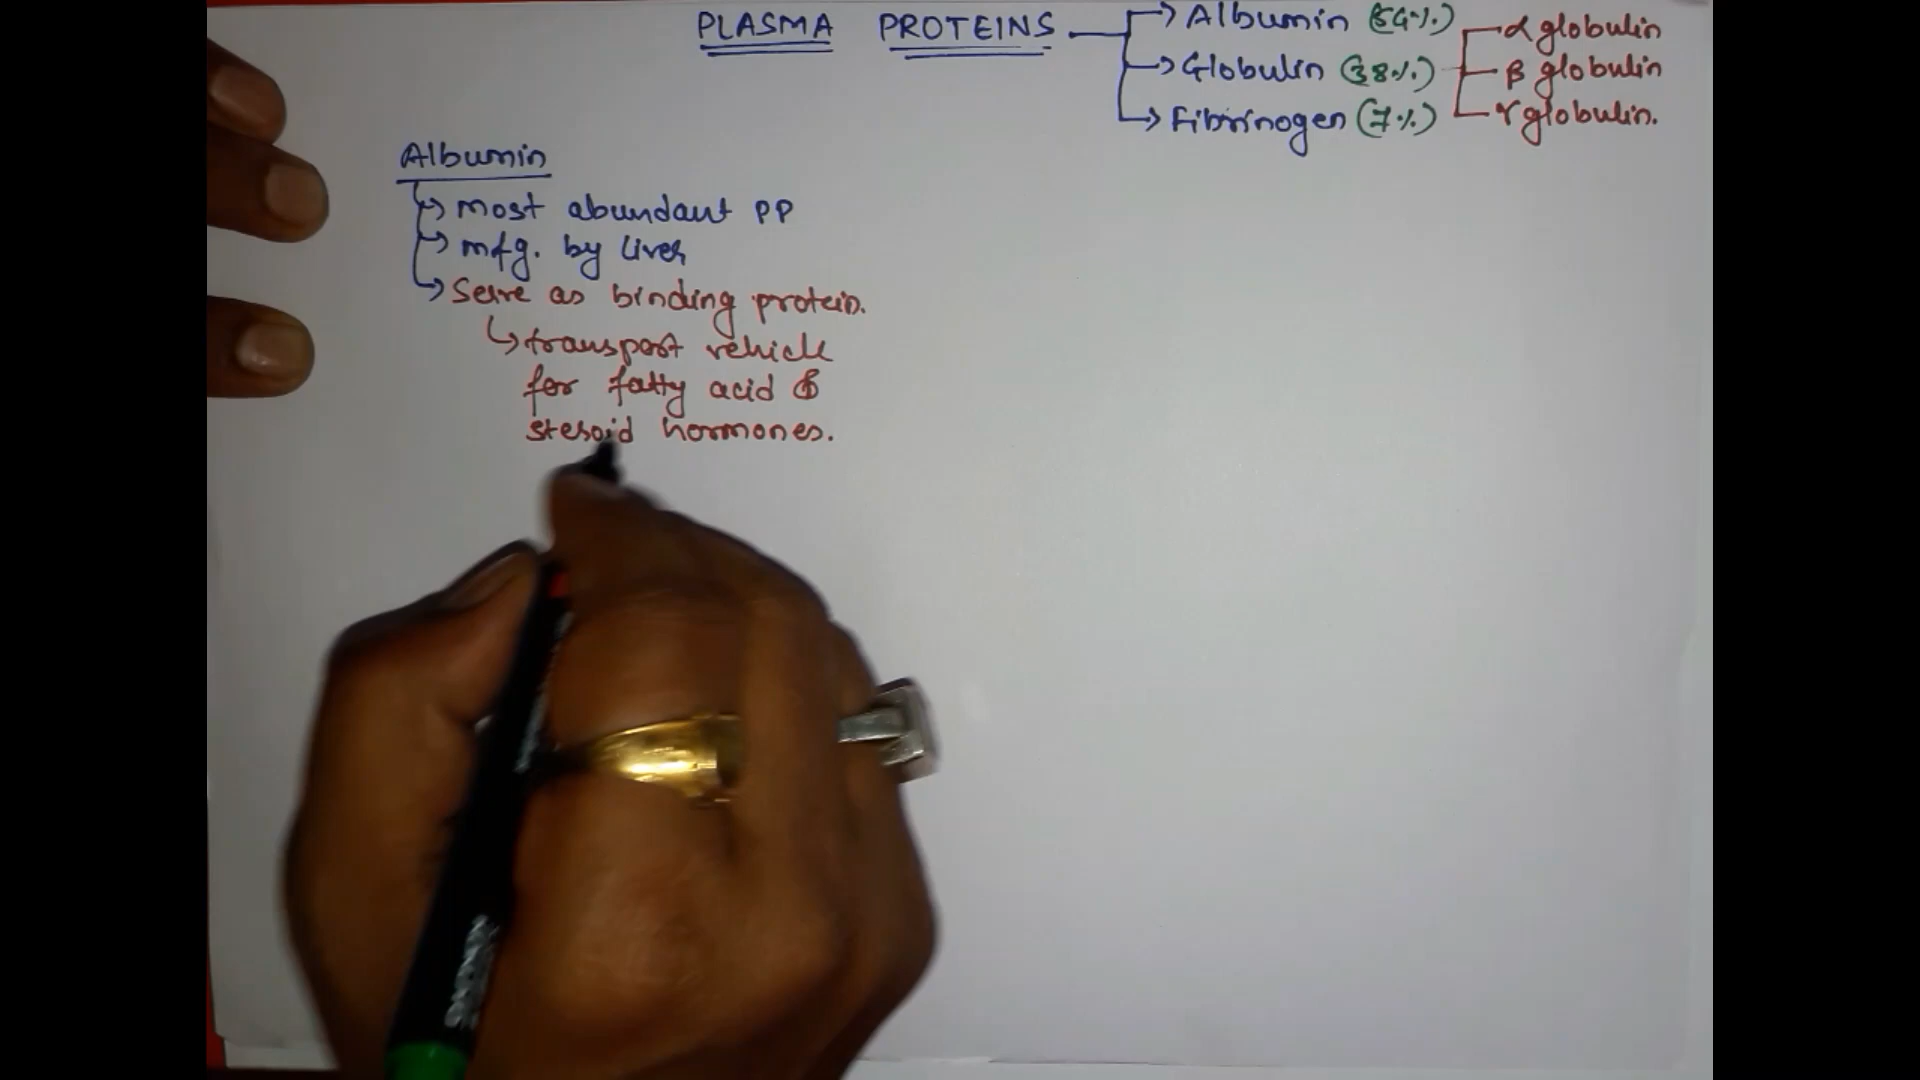 PLASMA PROTEINS
Albumin (54%)
Globulin (38%)
Fibrinogen (7%)
α globulin
β globulin
γ globulin.
Albumin
most abundant PP
mfg. by liver
Serve as binding protein.
transport vehicle
for fatty acid &
steroid hormones.